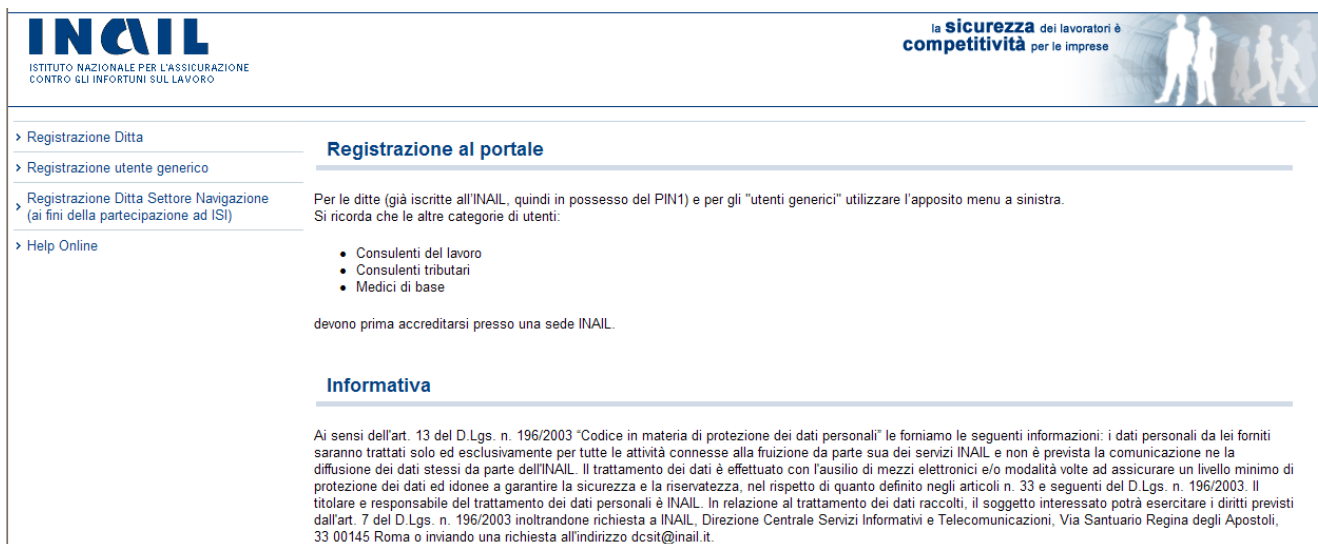 INAIL
ISTITUTO NAZIONALE PER L'ASSICURAZIONE
CONTRO GLI INFORTUNI SUL LAVORO
la sicurezza dei lavoratori è
competitività per le imprese
Registrazione Ditta
Registrazione utente generico
Registrazione Ditta Settore Navigazione
(ai fini della partecipazione ad ISI)
Help Online
Registrazione al portale
Per le ditte (già iscritte all'INAIL, quindi in possesso del PIN1) e per gli "utenti generici" utilizzare l'apposito menu a sinistra.
Si ricorda che le altre categorie di utenti:
• Consulenti del lavoro
• Consulenti tributari
• Medici di base
devono prima accreditarsi presso una sede INAIL.
Informativa
Ai sensi dell'art. 13 del D.Lgs. n. 196/2003 “Codice in materia di protezione dei dati personali” le forniamo le seguenti informazioni: i dati personali da lei forniti
saranno trattati solo ed esclusivamente per tutte le attività connesse alla fruizione da parte sua dei servizi INAIL e non è prevista la comunicazione ne la
diffusione dei dati stessi da parte dell'INAIL. Il trattamento dei dati è effettuato con l'ausilio di mezzi elettronici e/o modalità volte ad assicurare un livello minimo di
protezione dei dati ed idonee a garantire la sicurezza e la riservatezza, nel rispetto di quanto definito negli articoli n. 33 e seguenti del D.Lgs. n. 196/2003. Il
titolare e responsabile del trattamento dei dati personali è INAIL. In relazione al trattamento dei dati raccolti, il soggetto interessato potrà esercitare i diritti previsti
dall'art. 7 del D.Lgs. n. 196/2003 inoltrandone richiesta a INAIL, Direzione Centrale Servizi Informativi e Telecomunicazioni, Via Santuario Regina degli Apostoli,
33 00145 Roma o inviando una richiesta all'indirizzo dcsit@inail.it.